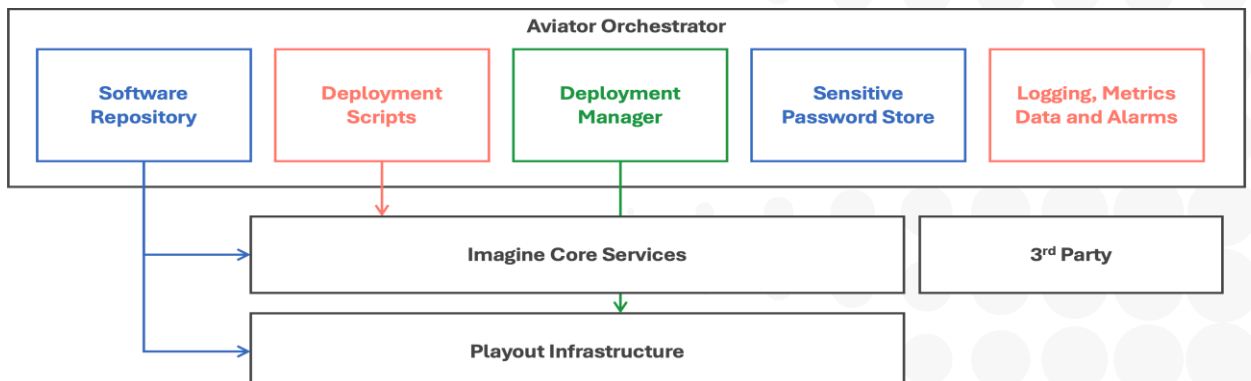 Aviator Orchestrator
Software
Repository
Deployment
Scripts
Deployment
Manager
Sensitive
Password Store
Logging, Metrics
Data and Alarms
Imagine Core Services
3rd Party
Playout Infrastructure